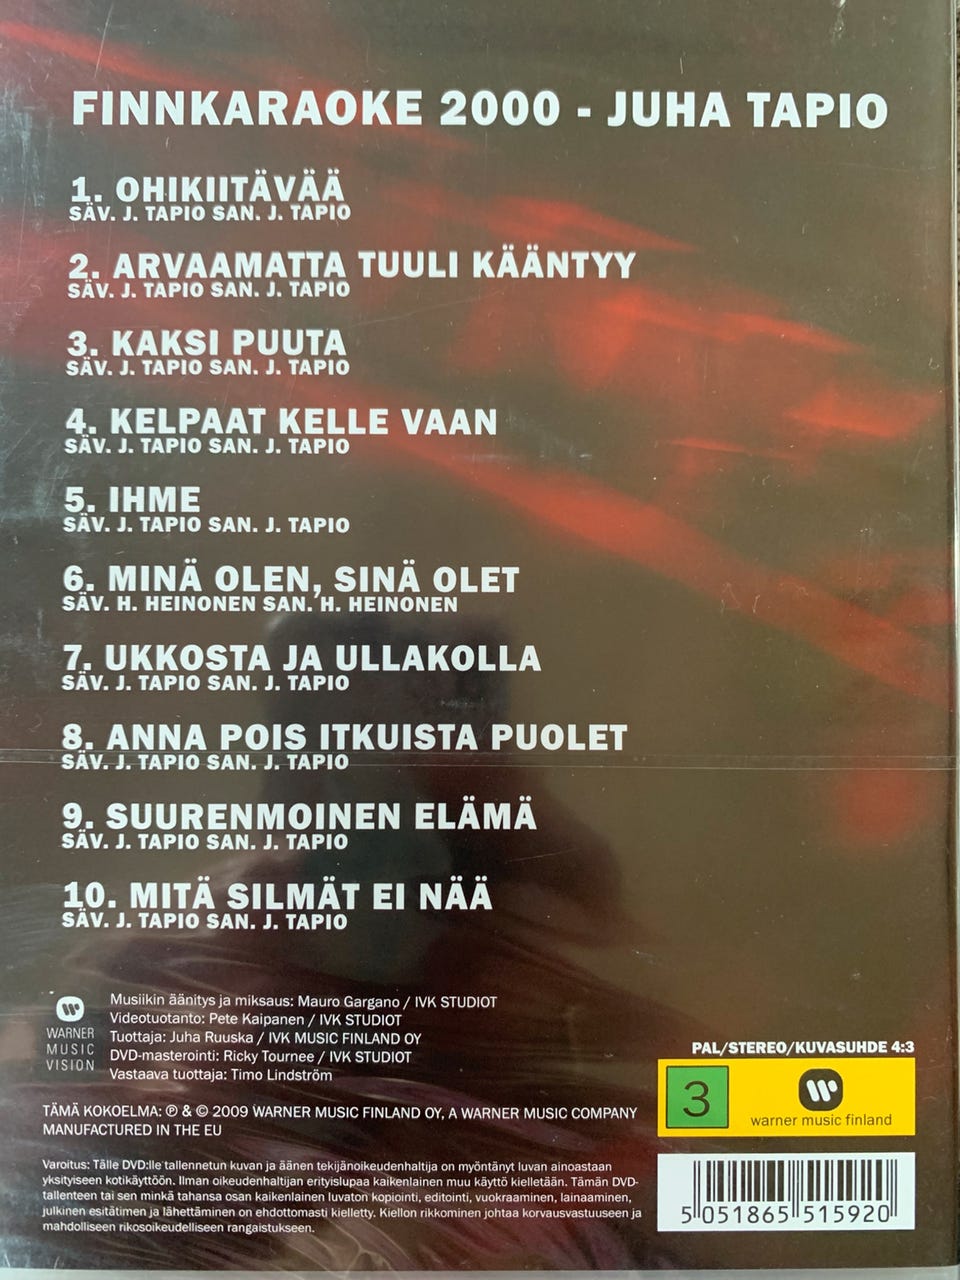 FINNKARAOKE 2000 - JUHA TAPIO
1. OHIKIITÄVÄÄ
SÄV. J. TAPIO SAN. J. TAPIO
2. ARVAAMATTA TUULI KÄÄNTYY
SÄV. J. TAPIO SAN. J. TAPIO
3. KAKSI PUUTA
SÄV. J. TAPIO SAN. J. TAPIO
4. KELPAAT KELLE VAAN
SÄV. J. TAPIO SAN. J. TAPIO
5. IHME
SÄV. J. TAPIO SAN. J. TAPIO
6. MINÄ OLEN, SINÄ OLET
SÄV. H. HEINONEN SAN. H. HEINONEN
7. UKKOSTA JA ULLAKOLLA
SÄV. J. TAPIO SAN. J. TAPIO
8. ANNA POIS ITKUISTA PUOLET
SÄV. J. TAPIO SAN. J. TAPIO
9. SUURENMOINEN ELÄMÄ
SÄV. J. TAPIO SAN. J. TAPIO
10. MITÄ SILMÄT EI NÄÄ
SÄV. J. TAPIO SAN. J. TAPIO
WARNER
MUSIC
VISION
Musiikin äänitys ja miksaus: Mauro Gargano / IVK STUDIOT
Videotuotanto: Pete Kaipanen / IVK STUDIOT
Tuottaja: Juha Ruuska / IVK MUSIC FINLAND OY
DVD-masterointi: Ricky Tournee / IVK STUDIOT
Vastaava tuottaja: Timo Lindström
TÄMÄ KOKOELMA: ℗ & © 2009 WARNER MUSIC FINLAND OY, A WARNER MUSIC COMPANY
MANUFACTURED IN THE EU
Varoitus: Tälle DVD:lle tallennetun kuvan ja äänen tekijänoikeudenhaltija on myöntänyt luvan ainoastaan
yksityiseen kotikäyttöön. Ilman oikeudenhaltijan erityislupaa kaikenlainen muu käyttö kielletään. Tämän DVD-
tallenteen tai sen minkä tahansa osan kaikenlainen luvaton kopiointi, editointi, vuokraaminen, lainaaminen,
julkinen esitätimen ja lähettäminen on ehdottomasti kielletty. Kiellon rikkominen johtaa korvausvastuuseen ja
mahdolliseen rikosoikeudelliseen rangaistukseen.
PAL/STEREO/KUVASUHDE 4:3
3
warner music finland
5 051865 515920